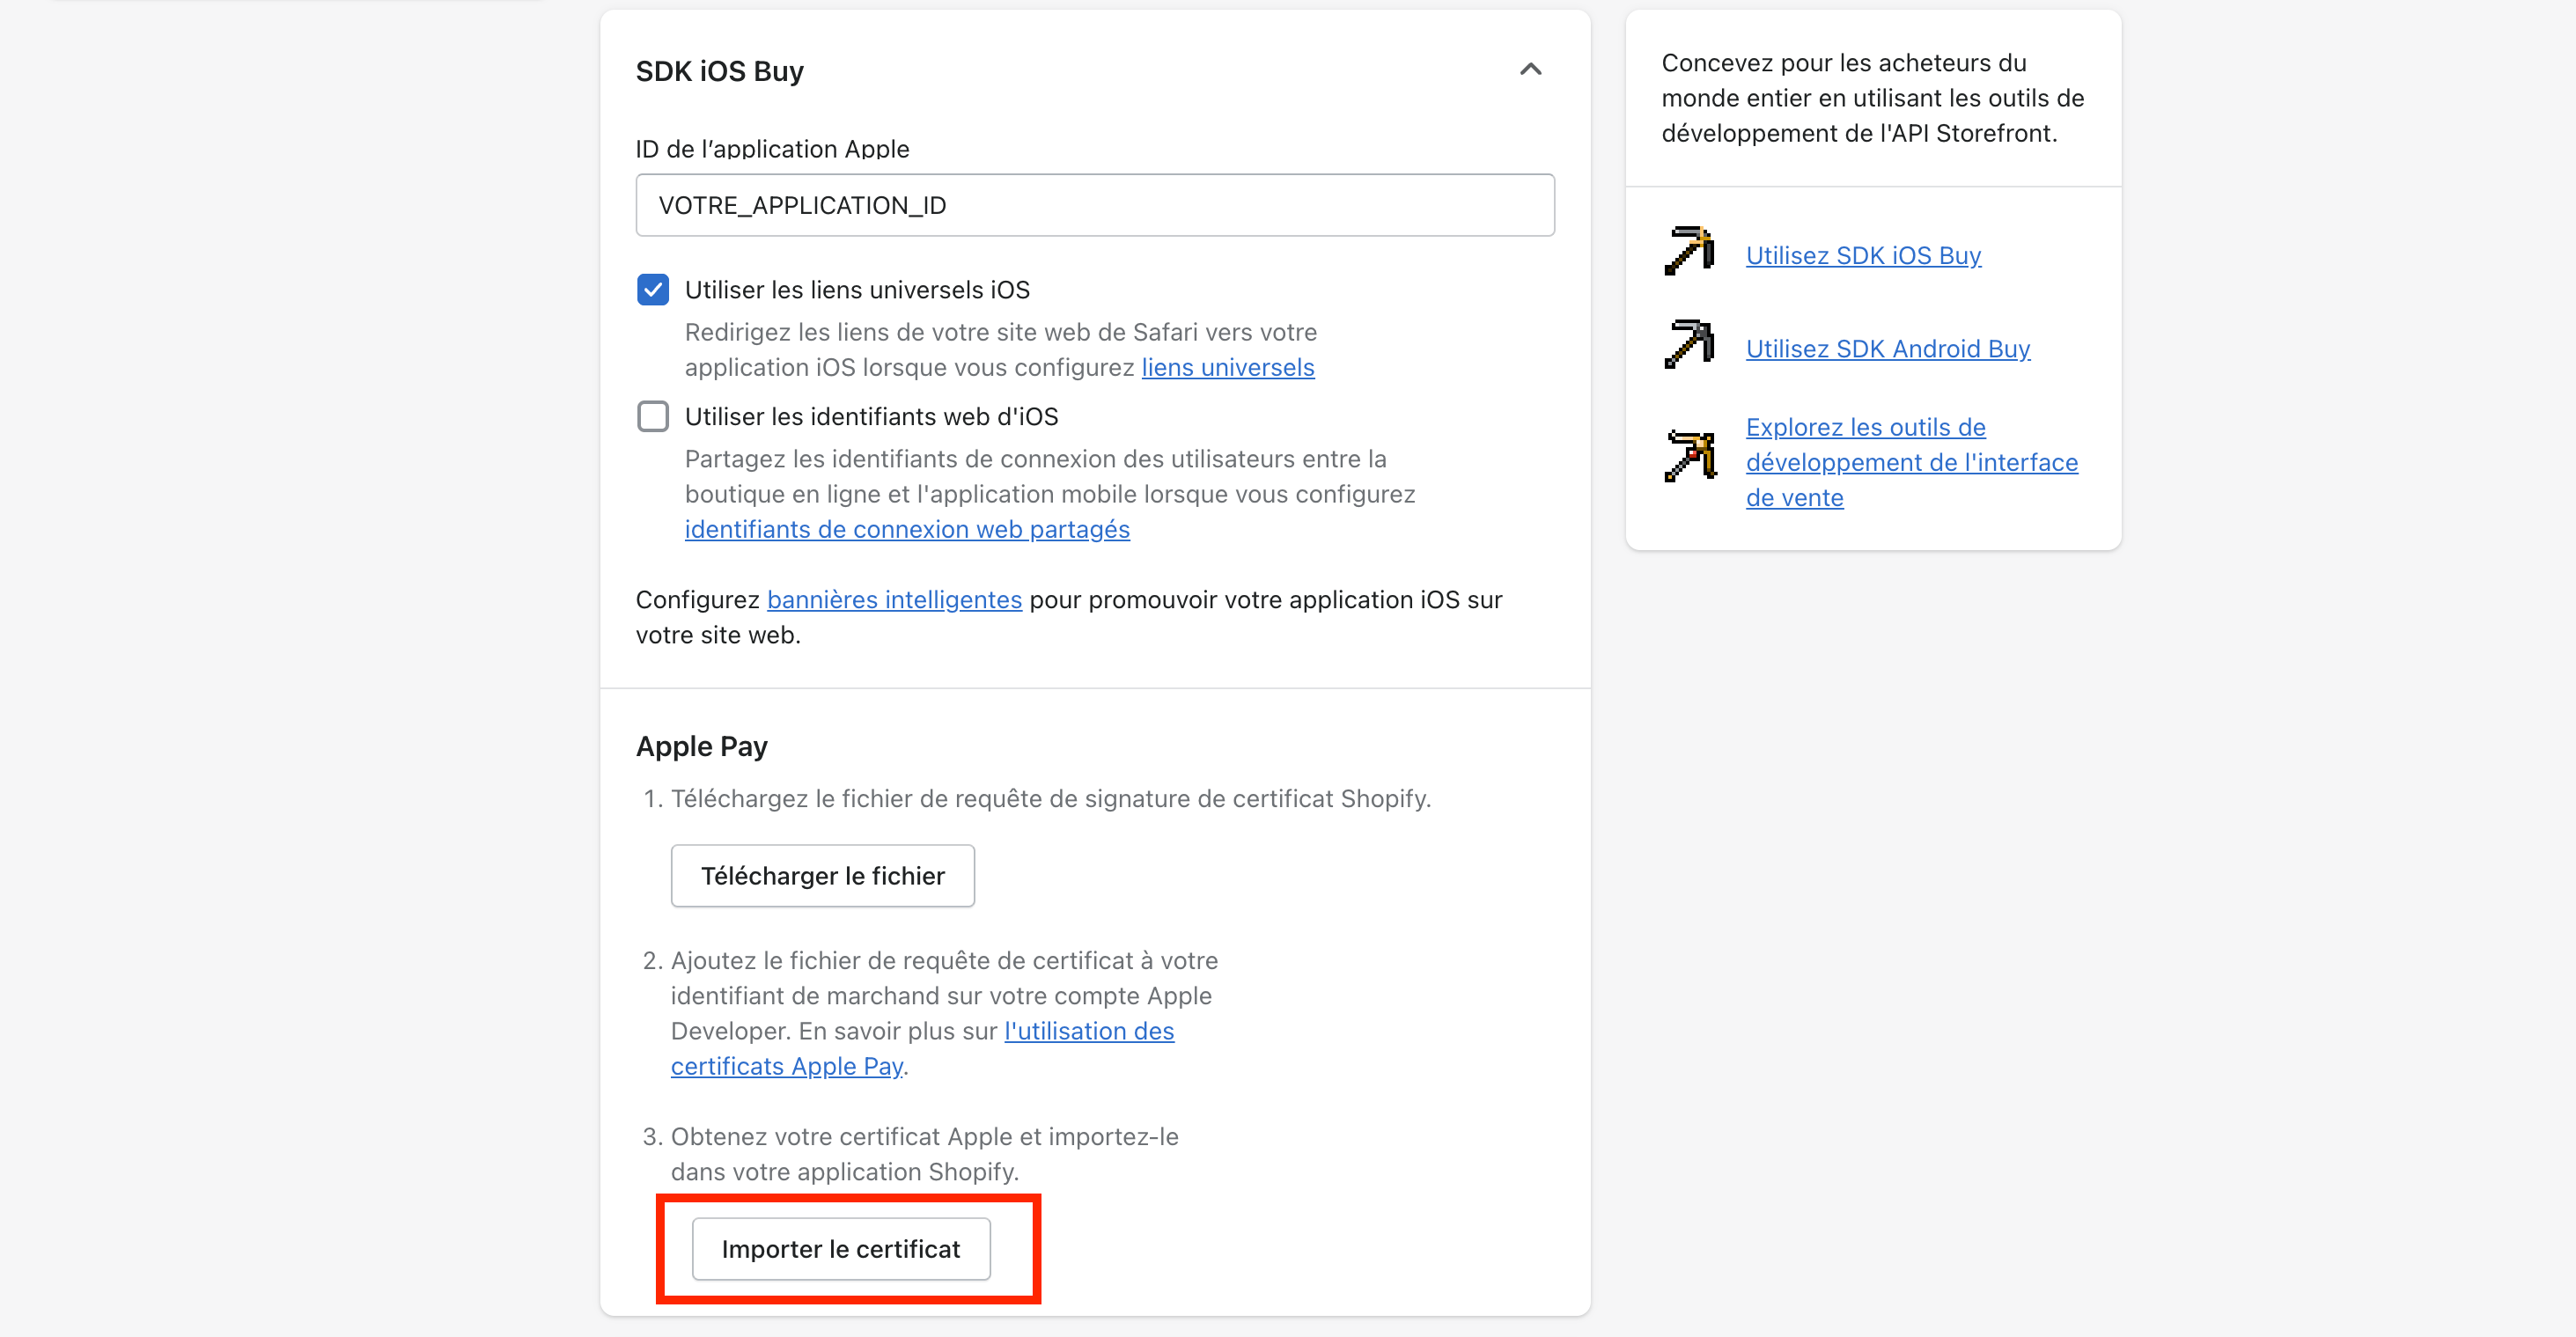 SDK iOS Buy
ID de l’application Apple
VOTRE_APPLICATION_ID
Utiliser les liens universels iOS
Redirigez les liens de votre site web de Safari vers votre
application iOS lorsque vous configurez liens universels
Utiliser les identifiants web d'iOS
Partagez les identifiants de connexion des utilisateurs entre la
boutique en ligne et l'application mobile lorsque vous configurez
identifiants de connexion web partagés
Configurez bannières intelligentes pour promouvoir votre application iOS sur
votre site web.
Apple Pay
1. Téléchargez le fichier de requête de signature de certificat Shopify.
Télécharger le fichier
2. Ajoutez le fichier de requête de certificat à votre
identifiant de marchand sur votre compte Apple
Developer. En savoir plus sur l'utilisation des
certificats Apple Pay.
3. Obtenez votre certificat Apple et importez-le
dans votre application Shopify.
Importer le certificat
Concevez pour les acheteurs du
monde entier en utilisant les outils de
développement de l'API Storefront.
Utilisez SDK iOS Buy
Utilisez SDK Android Buy
Explorez les outils de
développement de l'interface
de vente